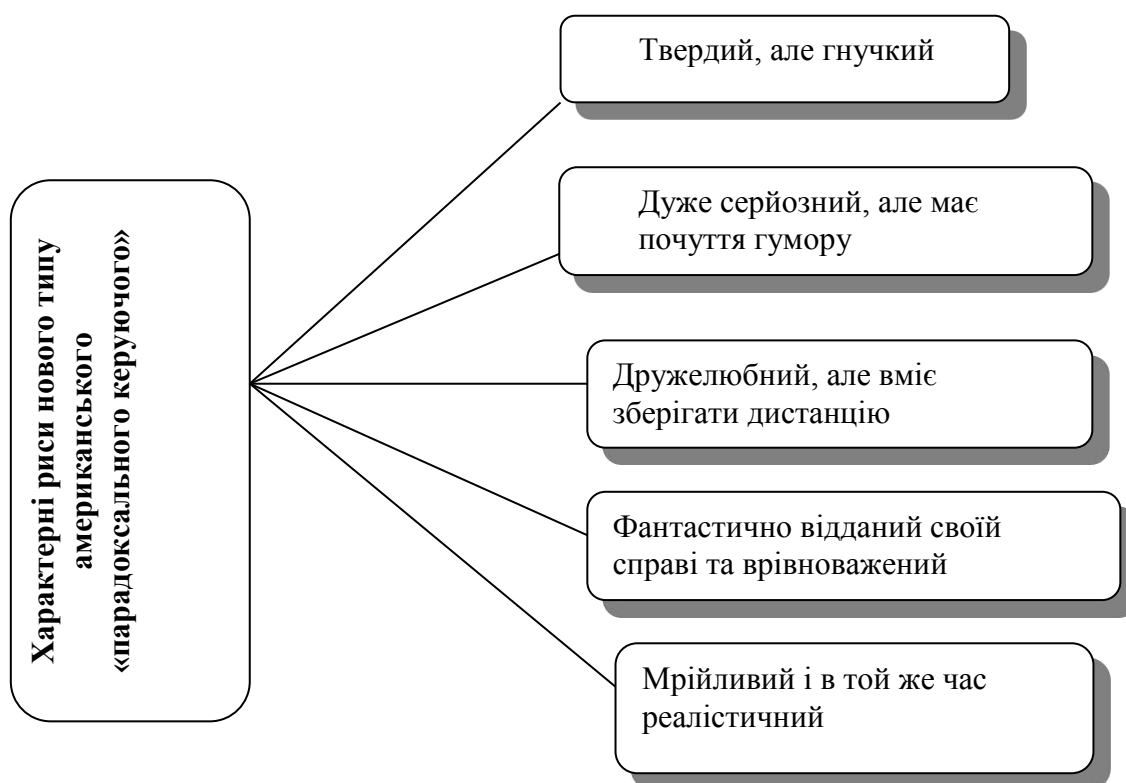 Характерні риси нового типу
американського
«парадоксального керуючого»
Твердий, але гнучкий
Дуже серйозний, але має
почуття гумору
Дружелюбний, але вміє
зберігати дистанцію
Фантастично відданий своїй
справі та врівноважений
Мрійливий і в той же час
реалістичний